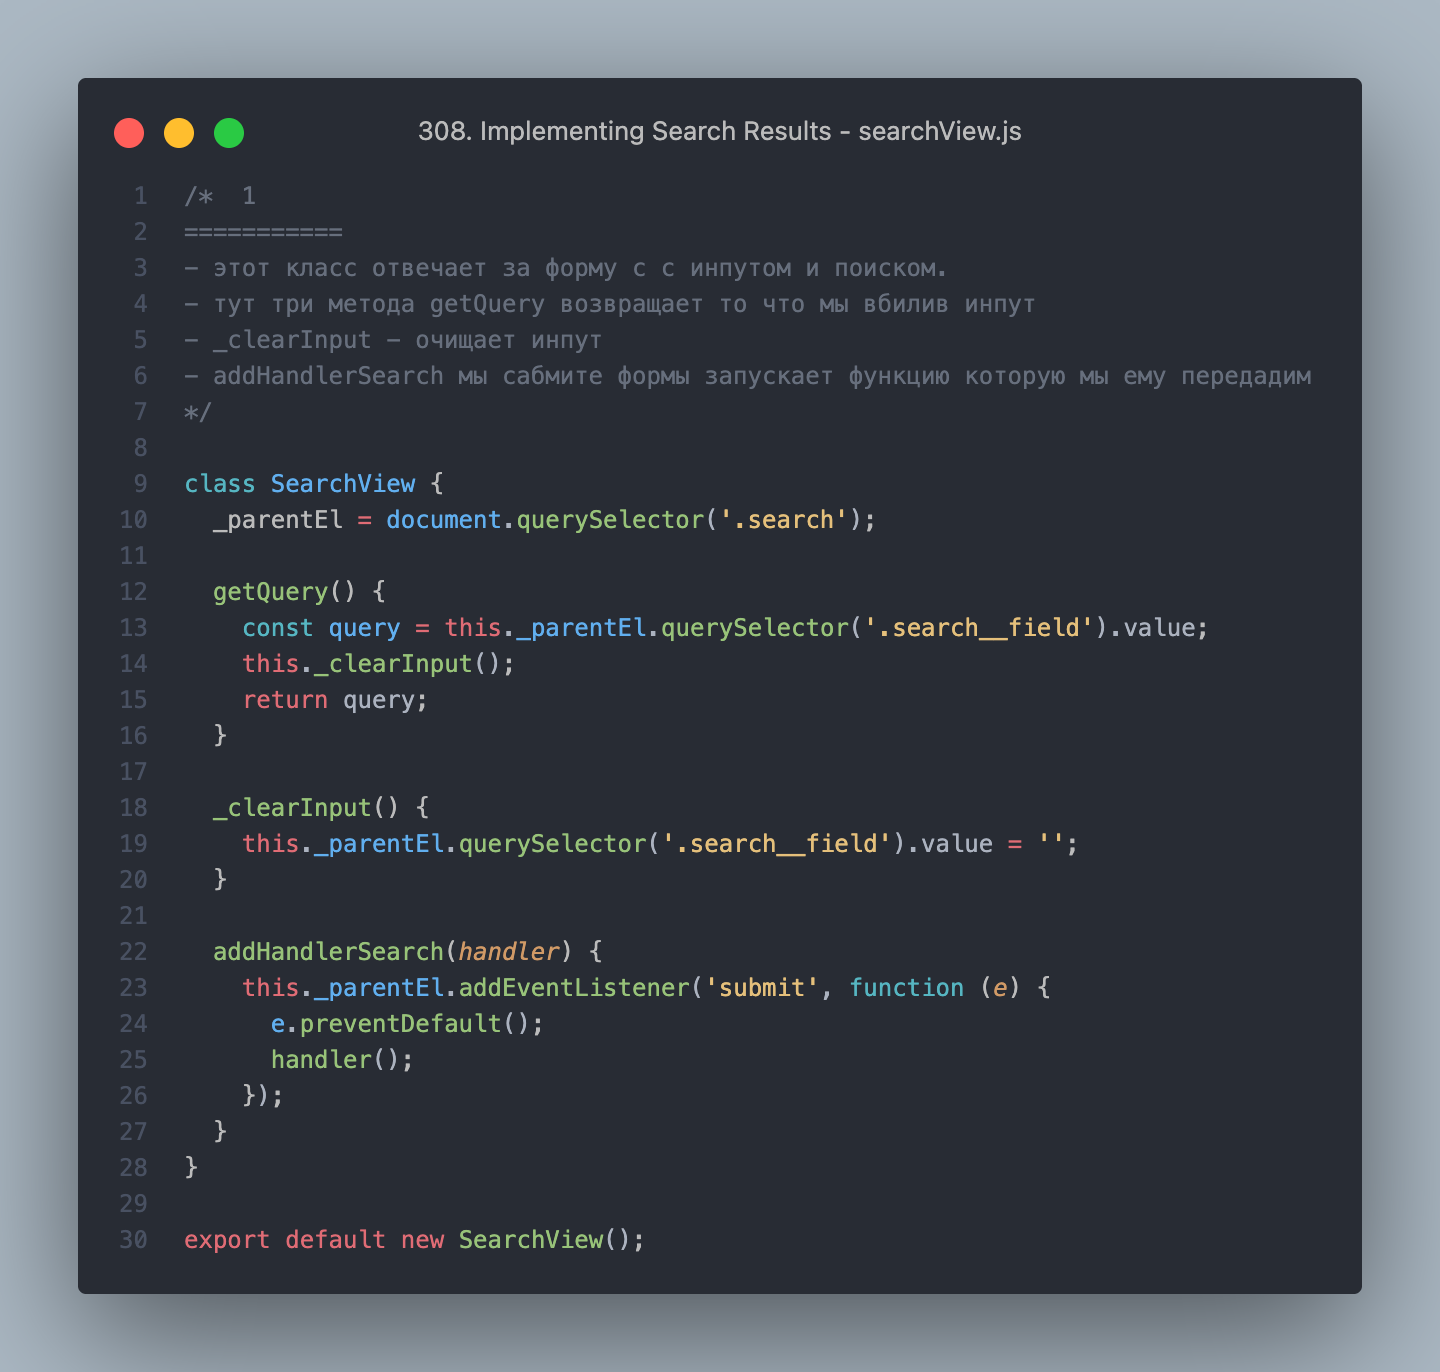 308. Implementing Search Results - searchView.js
1 /*  1
2 ===========
3 - этот класс отвечает за форму с с инпутом и поиском.
4 - тут три метода getQuery возвращает то что мы вбилив инпут
5 - _clearInput - очищает инпут
6 - addHandlerSearch мы сабмите формы запускает функцию которую мы ему передадим
7 */
8
9 class SearchView {
10   _parentEl = document.querySelector('.search');
11
12   getQuery() {
13     const query = this._parentEl.querySelector('.search__field').value;
14     this._clearInput();
15     return query;
16   }
17
18   _clearInput() {
19     this._parentEl.querySelector('.search__field').value = '';
20   }
21
22   addHandlerSearch(handler) {
23     this._parentEl.addEventListener('submit', function (e) {
24       e.preventDefault();
25       handler();
26     });
27   }
28 }
29
30 export default new SearchView();